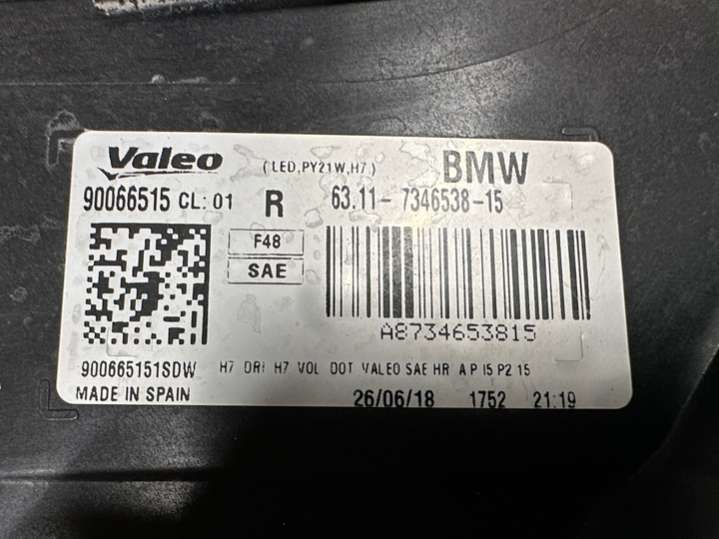 Valeo (LED,PY21W,H7) BMW
90066515 CL: 01 R 63.11- 7346538-15
F48
SAE
A8734653815
900665151SDW H7 DRL H7 VOL DOT VALEO SAE HR A P I5 P2 15
MADE IN SPAIN 26/06/18 1752 21:19